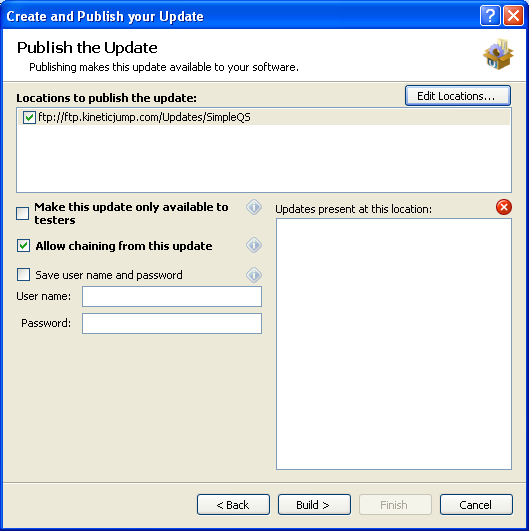 Create and Publish your Update
Publish the Update
Publishing makes this update available to your software.
Locations to publish the update:
Edit Locations...
ftp://ftp.kineticjump.com/Updates/SimpleQS
Make this update only available to
testers
Updates present at this location:
Allow chaining from this update
Save user name and password
User name:
Password:
< Back
Build >
Finish
Cancel